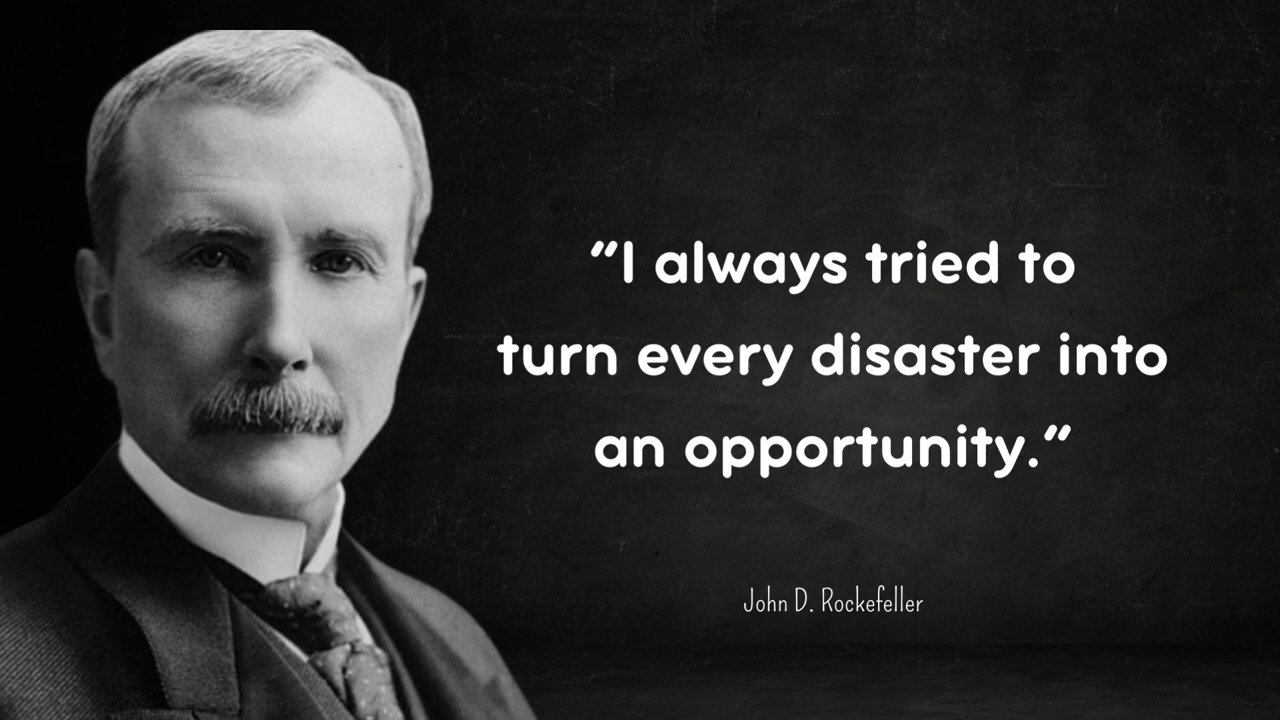 “I always tried to
turn every disaster into
an opportunity.”
John D. Rockefeller